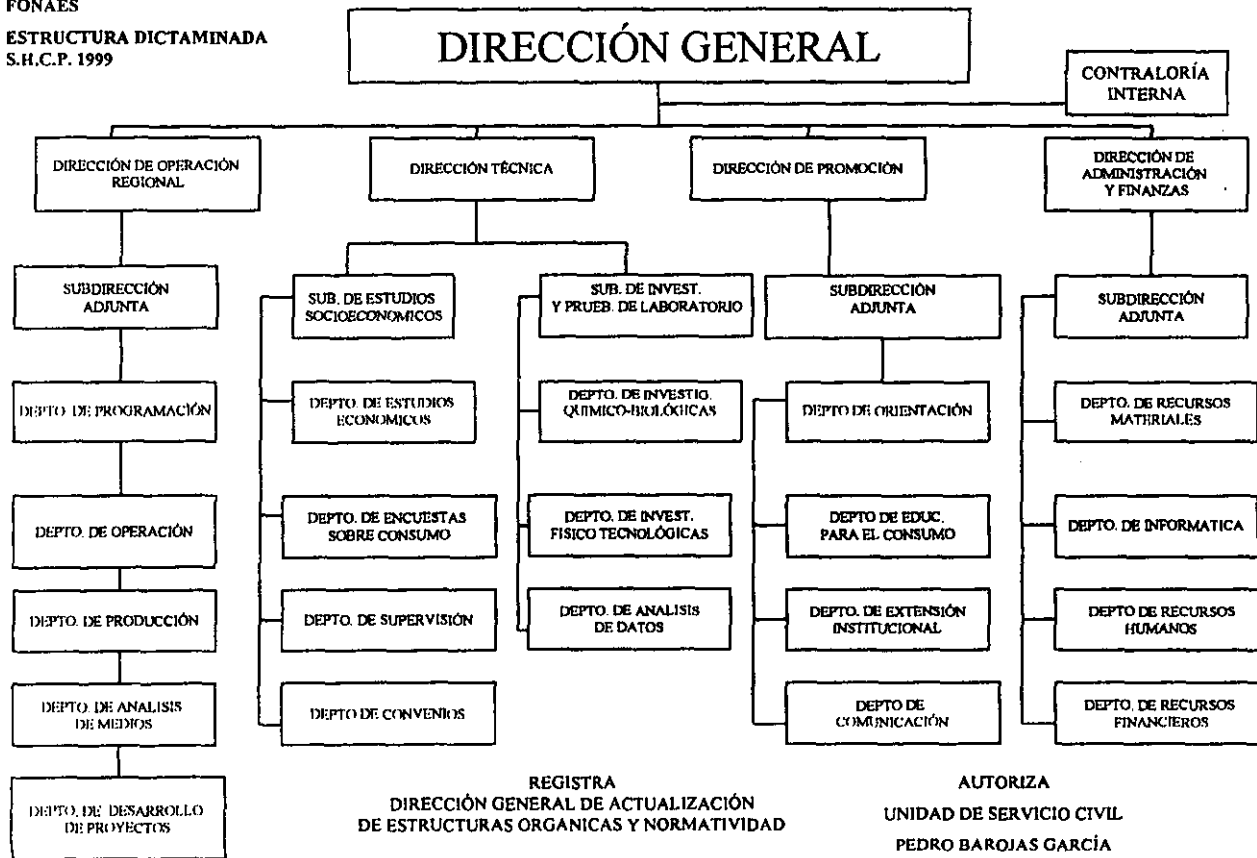 FONAES
ESTRUCTURA DICTAMINADA
S.H.C.P. 1999
DIRECCIÓN GENERAL
CONTRALORÍA
INTERNA
DIRECCIÓN DE OPERACIÓN
REGIONAL
DIRECCIÓN TÉCNICA
DIRECCIÓN DE PROMOCIÓN
DIRECCIÓN DE
ADMINISTRACIÓN
Y FINANZAS
SUBDIRECCIÓN
ADJUNTA
SUB. DE ESTUDIOS
SOCIOECONOMICOS
SUB. DE INVEST.
Y PRUEB. DE LABORATORIO
SUBDIRECCIÓN
ADJUNTA
SUBDIRECCIÓN
ADJUNTA
DEPTO. DE PROGRAMACIÓN
DEPTO. DE ESTUDIOS
ECONOMICOS
DEPTO. DE INVESTIG.
QUIMICO-BIOLÓGICAS
DEPTO DE ORIENTACIÓN
DEPTO. DE RECURSOS
MATERIALES
DEPTO. DE OPERACIÓN
DEPTO. DE ENCUESTAS
SOBRE CONSUMO
DEPTO. DE INVEST.
FISICO TECNOLÓGICAS
DEPTO DE EDUC.
PARA EL CONSUMO
DEPTO. DE INFORMATICA
DEPTO. DE PRODUCCIÓN
DEPTO. DE SUPERVISIÓN
DEPTO. DE ANALISIS
DE DATOS
DEPTO. DE EXTENSIÓN
INSTITUCIONAL
DEPTO DE RECURSOS
HUMANOS
DEPTO. DE ANALISIS
DE MEDIOS
DEPTO DE CONVENIOS
DEPTO DE
COMUNICACIÓN
DEPTO. DE RECURSOS
FINANCIEROS
DEPTO. DE DESARROLLO
DE PROYECTOS
REGISTRA
DIRECCIÓN GENERAL DE ACTUALIZACIÓN
DE ESTRUCTURAS ORGANICAS Y NORMATIVIDAD
AUTORIZA
UNIDAD DE SERVICIO CIVIL
PEDRO BAROJAS GARCÍA